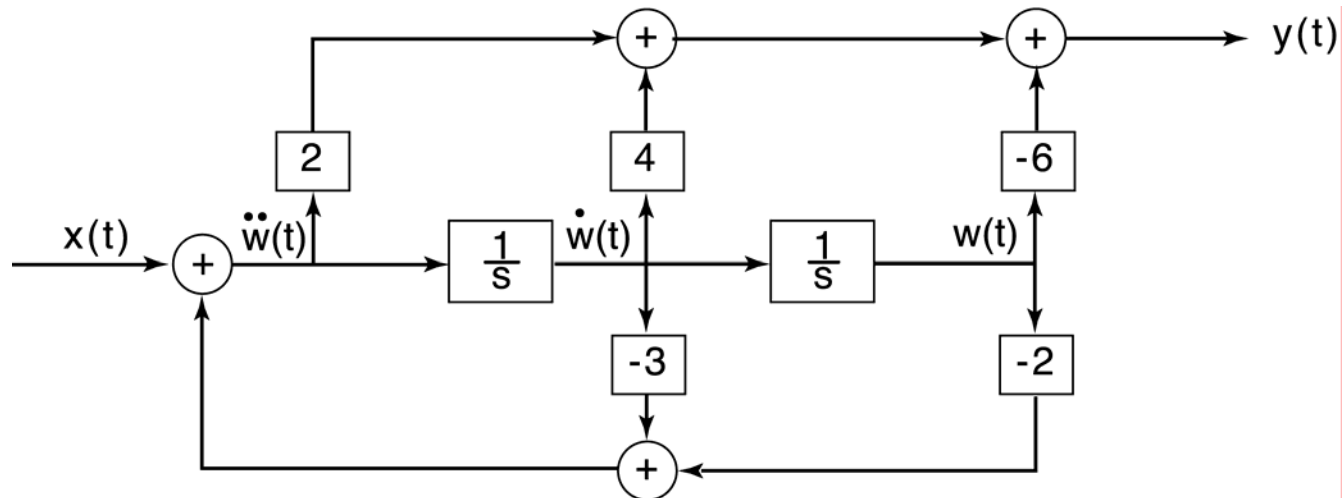 + + y(t)
2 4 -6
x(t) + ẅ(t) 1/s ẇ(t) 1/s w(t)
-3 -2
+